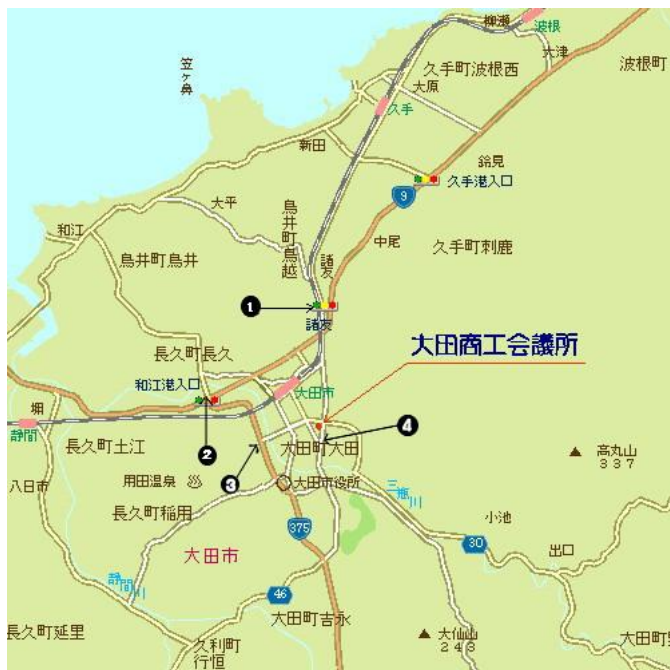 柳瀬
波根
久手町波根西
大津
波根町
笠ヶ鼻
大原
久手
新田
鈴見
久手港入口
9
大平
鳥井町鳥越
和江
中尾
久手町刺鹿
鳥井町鳥井
諸友
1
諸友
大田商工会議所
長久町長久
和江港入口
大田市
堀
静間
長久町土江
2
4
大田町大田
高丸山
337
3
八日市
用田温泉
大田市役所
三瓶川
長久町稲用
小池
375
30
出口
大田市
静間川
46
大田町吉永
長久町延里
久利町
行恒
大仙山
243
大田町